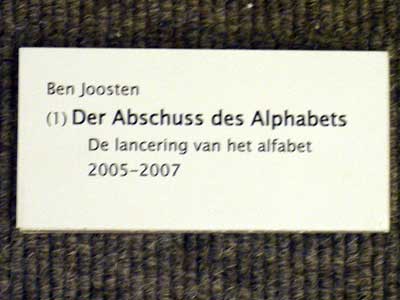 Ben Joosten
(1) Der Abschuss des Alphabets
De lancering van het alfabet
2005–2007